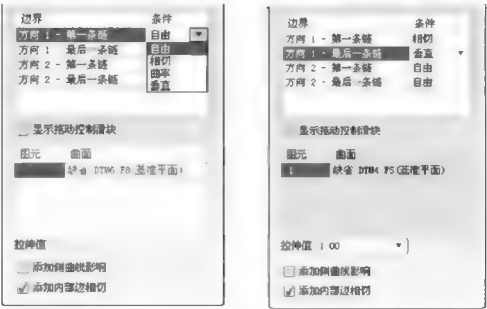 边界 条件
方向 1 - 第一条链 自由
方向 1 最后一条链 自由
方向 2 - 第一条链 相切
方向 2 - 最后一条链 曲率
垂直
显示拖动控制滑块
图元 曲面
缺省 DTM6 F8 (基准平面)
拉伸值
添加侧曲线影响
添加内部边相切
边界 条件
方向 1 - 第一条链 相切
方向 1 - 最后一条链 垂直
方向 2 - 第一条链 自由
方向 2 - 最后一条链 自由
显示拖动控制滑块
图元 曲面
1 缺省 DTM4 F5 (基准平面)
拉伸值 1 00
添加侧曲线影响
添加内部边相切